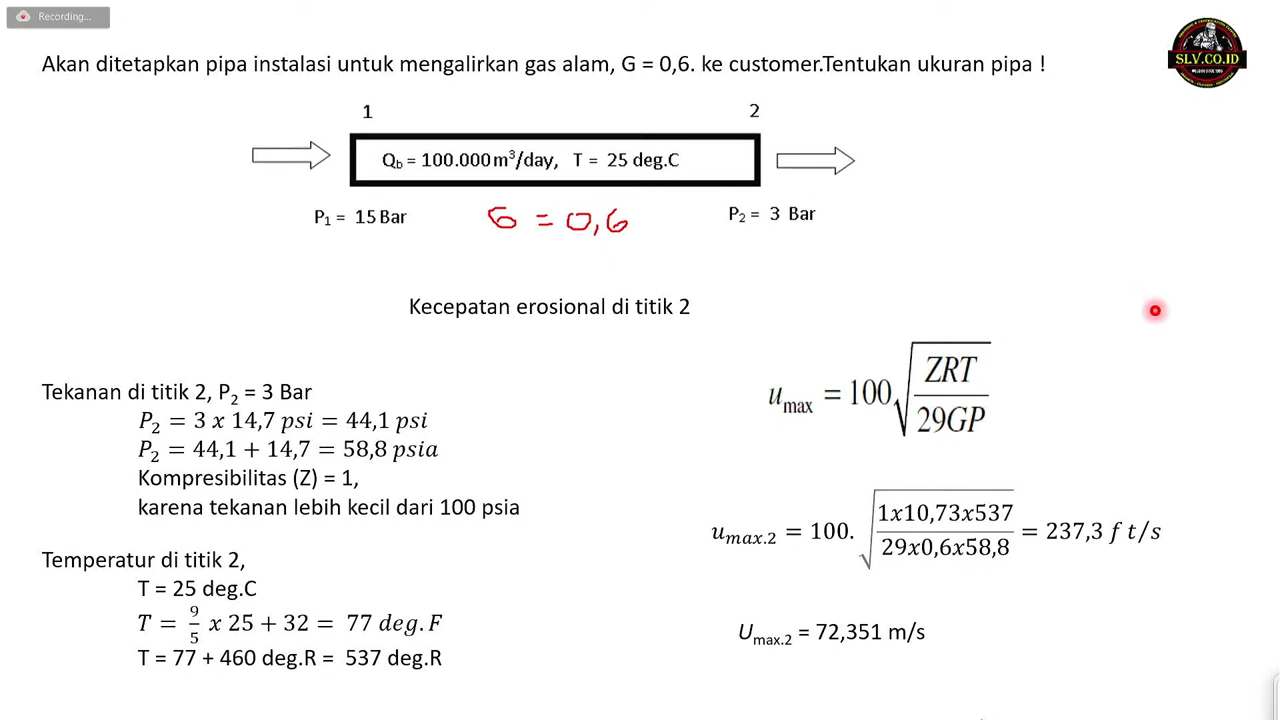 Recording...
Akan ditetapkan pipa instalasi untuk mengalirkan gas alam, G = 0,6. ke customer.Tentukan ukuran pipa !
SLV.CO.ID
1
2
Q_b = 100.000 m³/day, T = 25 deg.C
P₁ = 15 Bar
G = 0,6
P₂ = 3 Bar
Kecepatan erosional di titik 2
u_max = 100 √(ZRT / 29GP)
Tekanan di titik 2, P₂ = 3 Bar
P₂ = 3 x 14,7 psi = 44,1 psi
P₂ = 44,1 + 14,7 = 58,8 psia
Kompresibilitas (Z) = 1,
karena tekanan lebih kecil dari 100 psia
u_max.2 = 100. √(1x10,73x537 / 29x0,6x58,8) = 237,3 ft/s
Temperatur di titik 2,
T = 25 deg.C
T = 9/5 x 25 + 32 = 77 deg.F
T = 77 + 460 deg.R = 537 deg.R
U_max.2 = 72,351 m/s